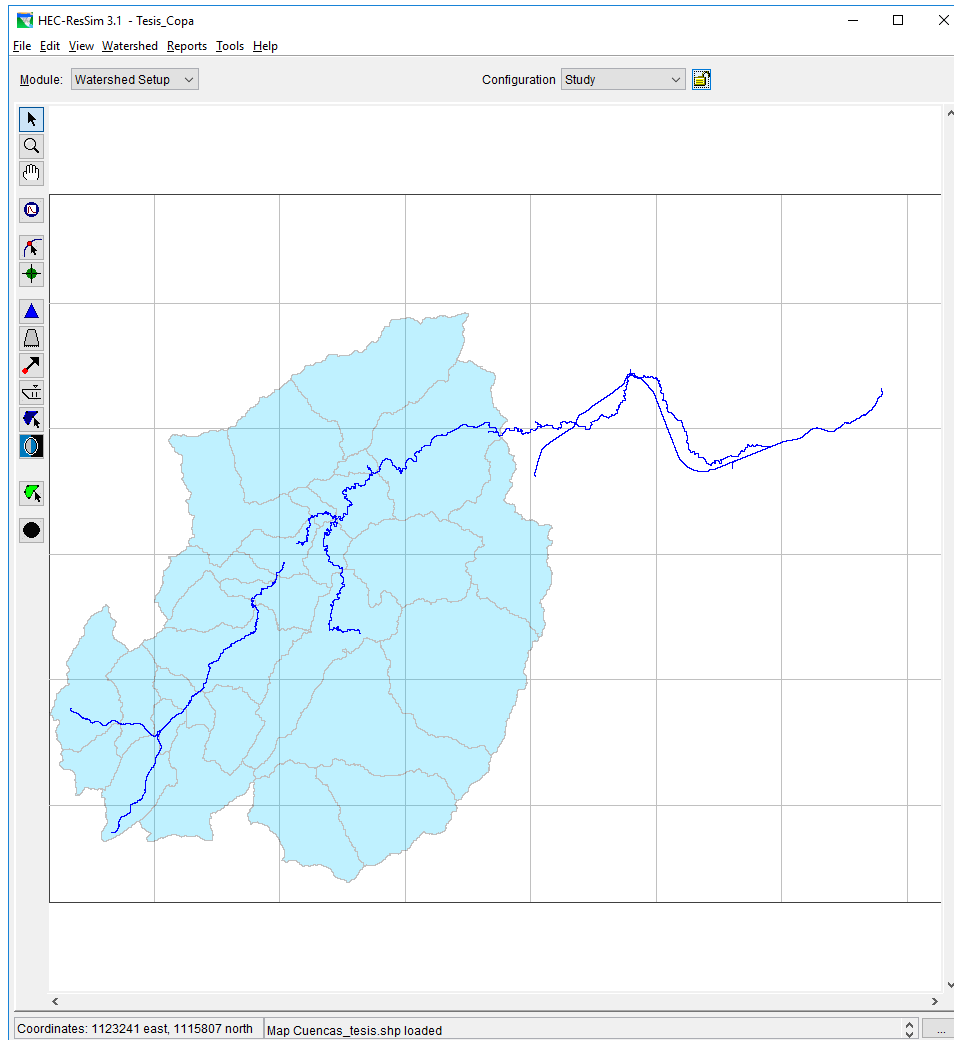 HEC-ResSim 3.1 - Tesis_Copa
File Edit View Watershed Reports Tools Help
Module: Watershed Setup Configuration Study
Coordinates: 1123241 east, 1115807 north Map Cuencas_tesis.shp loaded ...